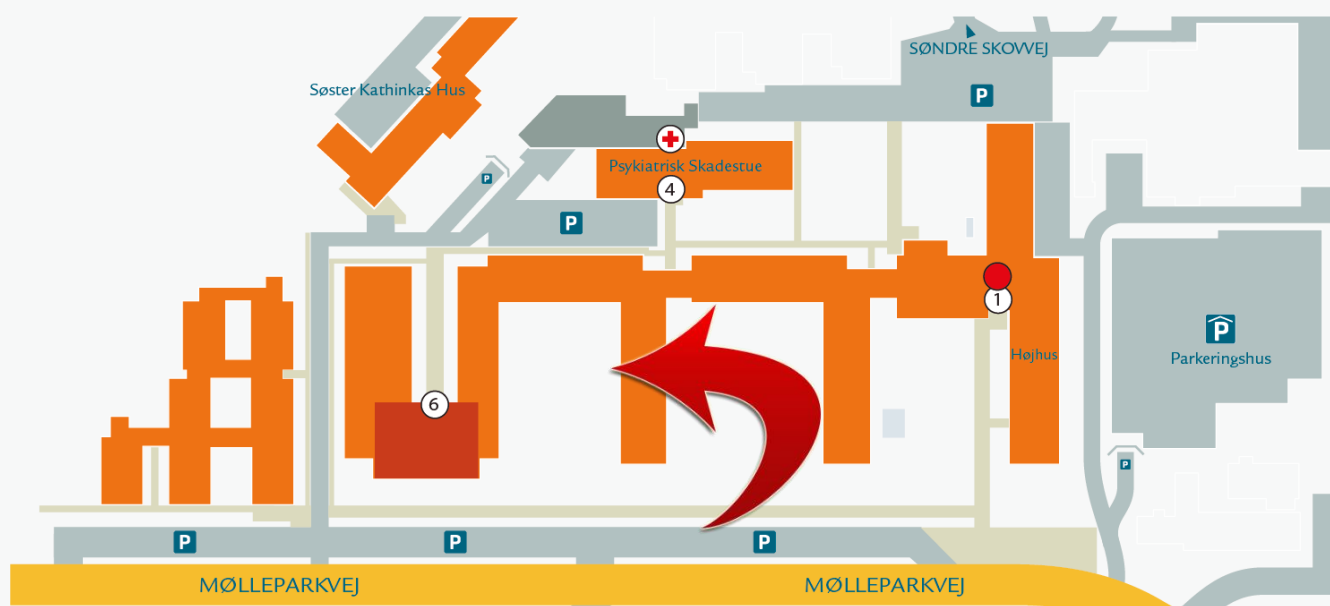 SØNDRE SKOVVEJ
P
Søster Kathinkas Hus
Psykiatrisk Skadestue
P
4
P
1
6
P
Højhus
Parkeringshus
P
P
P
P
MØLLEPARKVEJ
MØLLEPARKVEJ